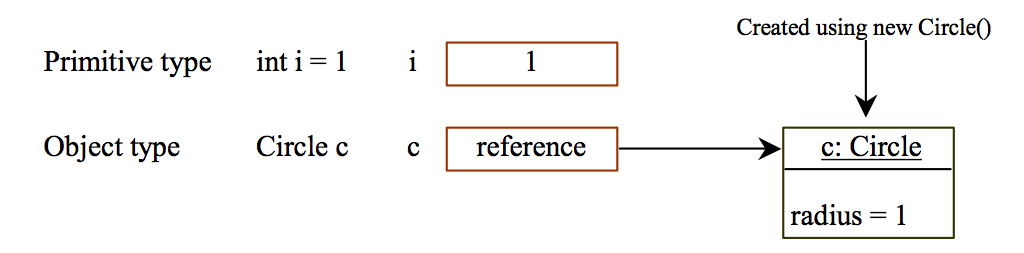 Created using new Circle()
Primitive type int i = 1 i 1
Object type Circle c c reference c: Circle
radius = 1